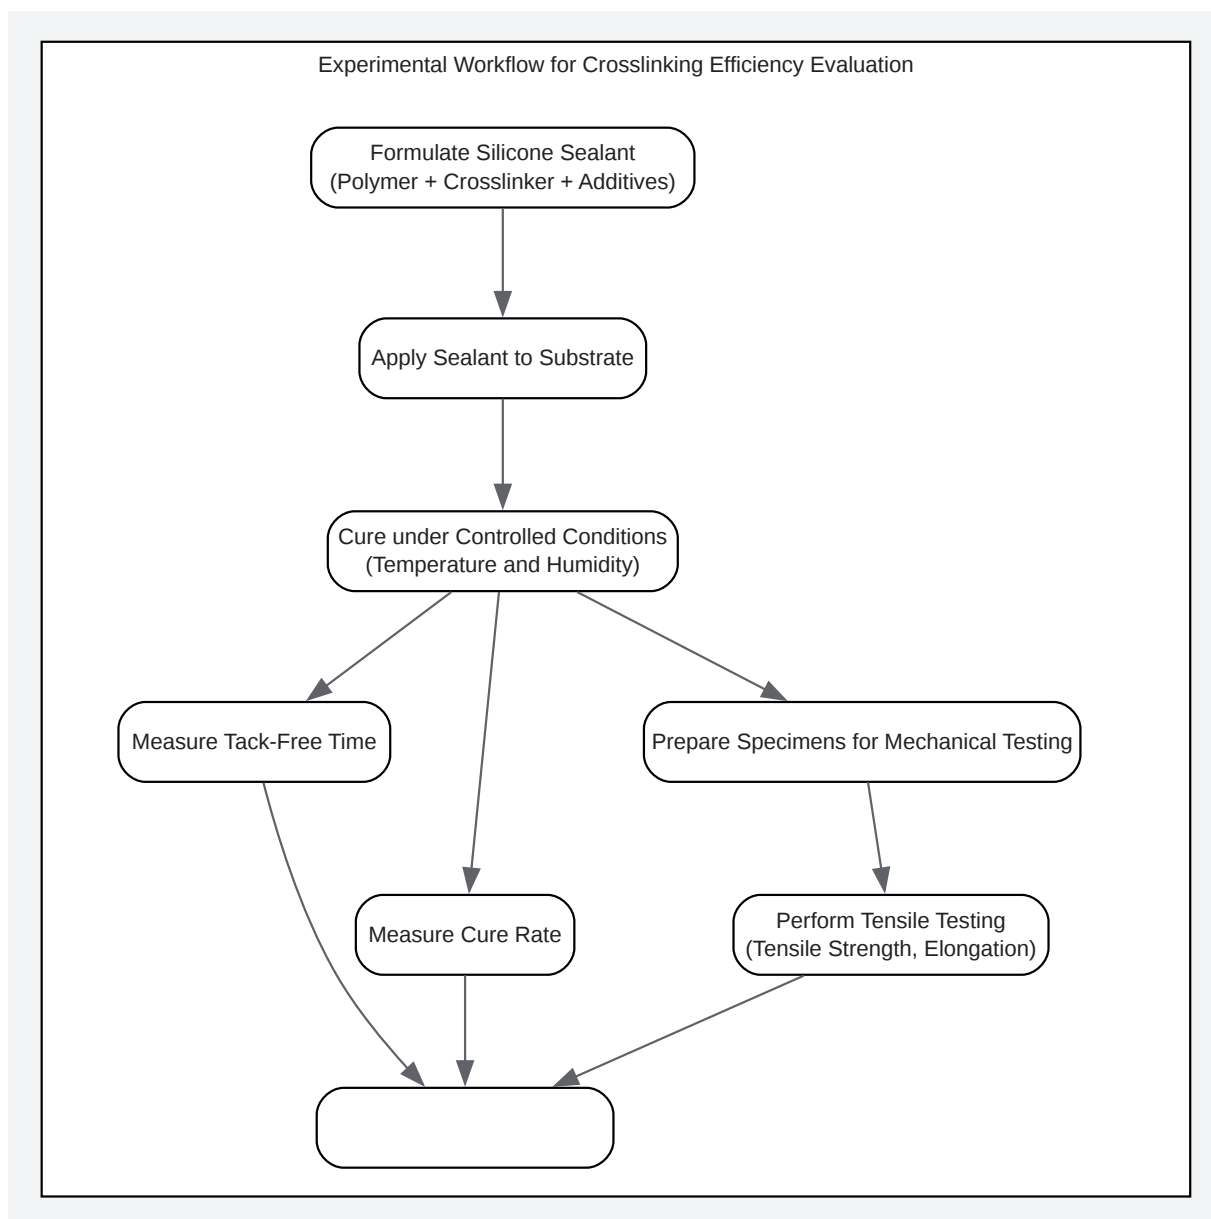 Experimental Workflow for Crosslinking Efficiency Evaluation
Formulate Silicone Sealant
(Polymer + Crosslinker + Additives)
Apply Sealant to Substrate
Cure under Controlled Conditions
(Temperature and Humidity)
Measure Tack-Free Time
Prepare Specimens for Mechanical Testing
Measure Cure Rate
Perform Tensile Testing
(Tensile Strength, Elongation)